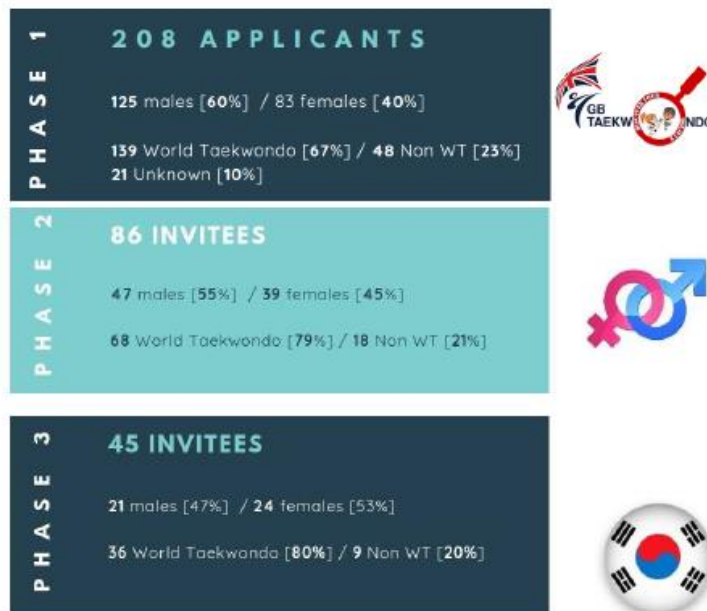 PHASE 1
208 APPLICANTS
125 males [60%] / 83 females [40%]
139 World Taekwondo [67%] / 48 Non WT [23%]
21 Unknown [10%]
GB
TAEKW NDO
PHASE 2
86 INVITEES
47 males [55%] / 39 females [45%]
68 World Taekwondo [79%] / 18 Non WT [21%]
PHASE 3
45 INVITEES
21 males [47%] / 24 females [53%]
36 World Taekwondo [80%] / 9 Non WT [20%]